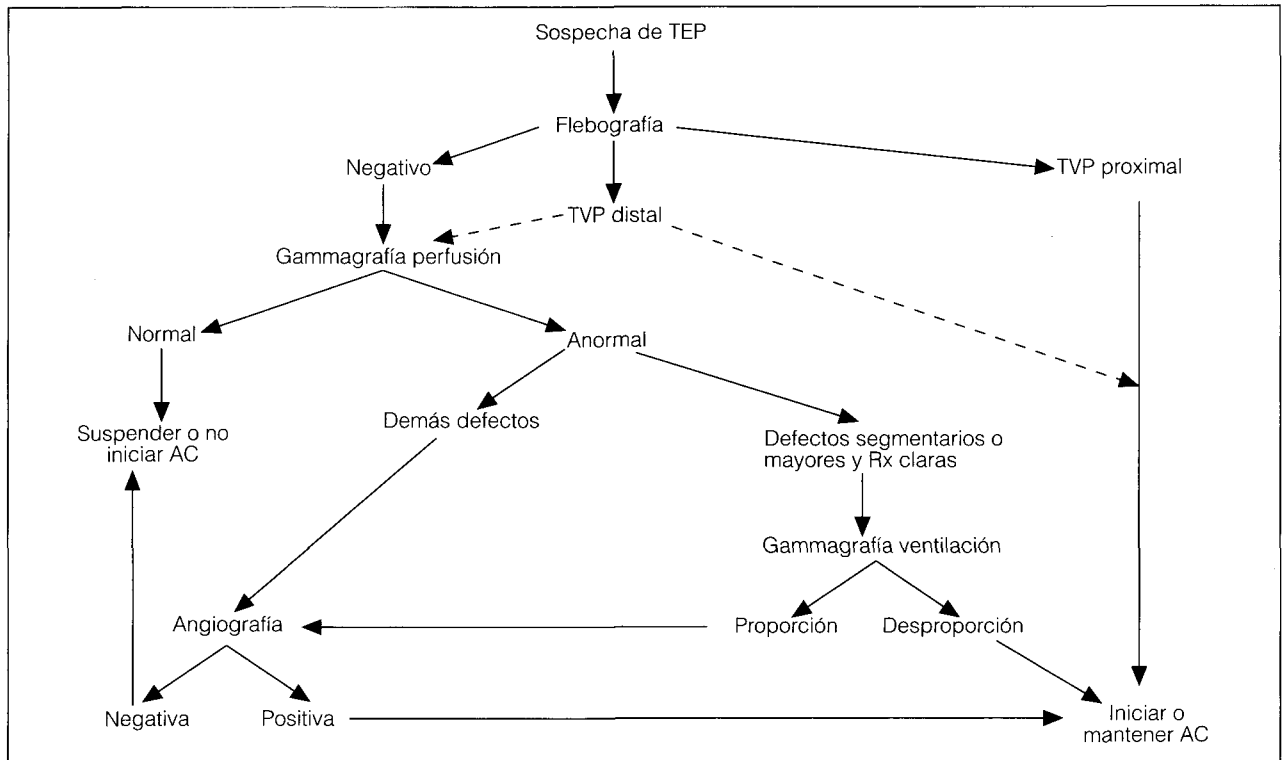 Sospecha de TEP
Flebografía
Negativo
TVP proximal
TVP distal
Gammagrafía perfusión
Normal
Anormal
Demás defectos
Suspender o no
iniciar AC
Defectos segmentarios o
mayores y Rx claras
Gammagrafía ventilación
Angiografía
Proporción
Desproporción
Negativa
Positiva
Iniciar o
mantener AC